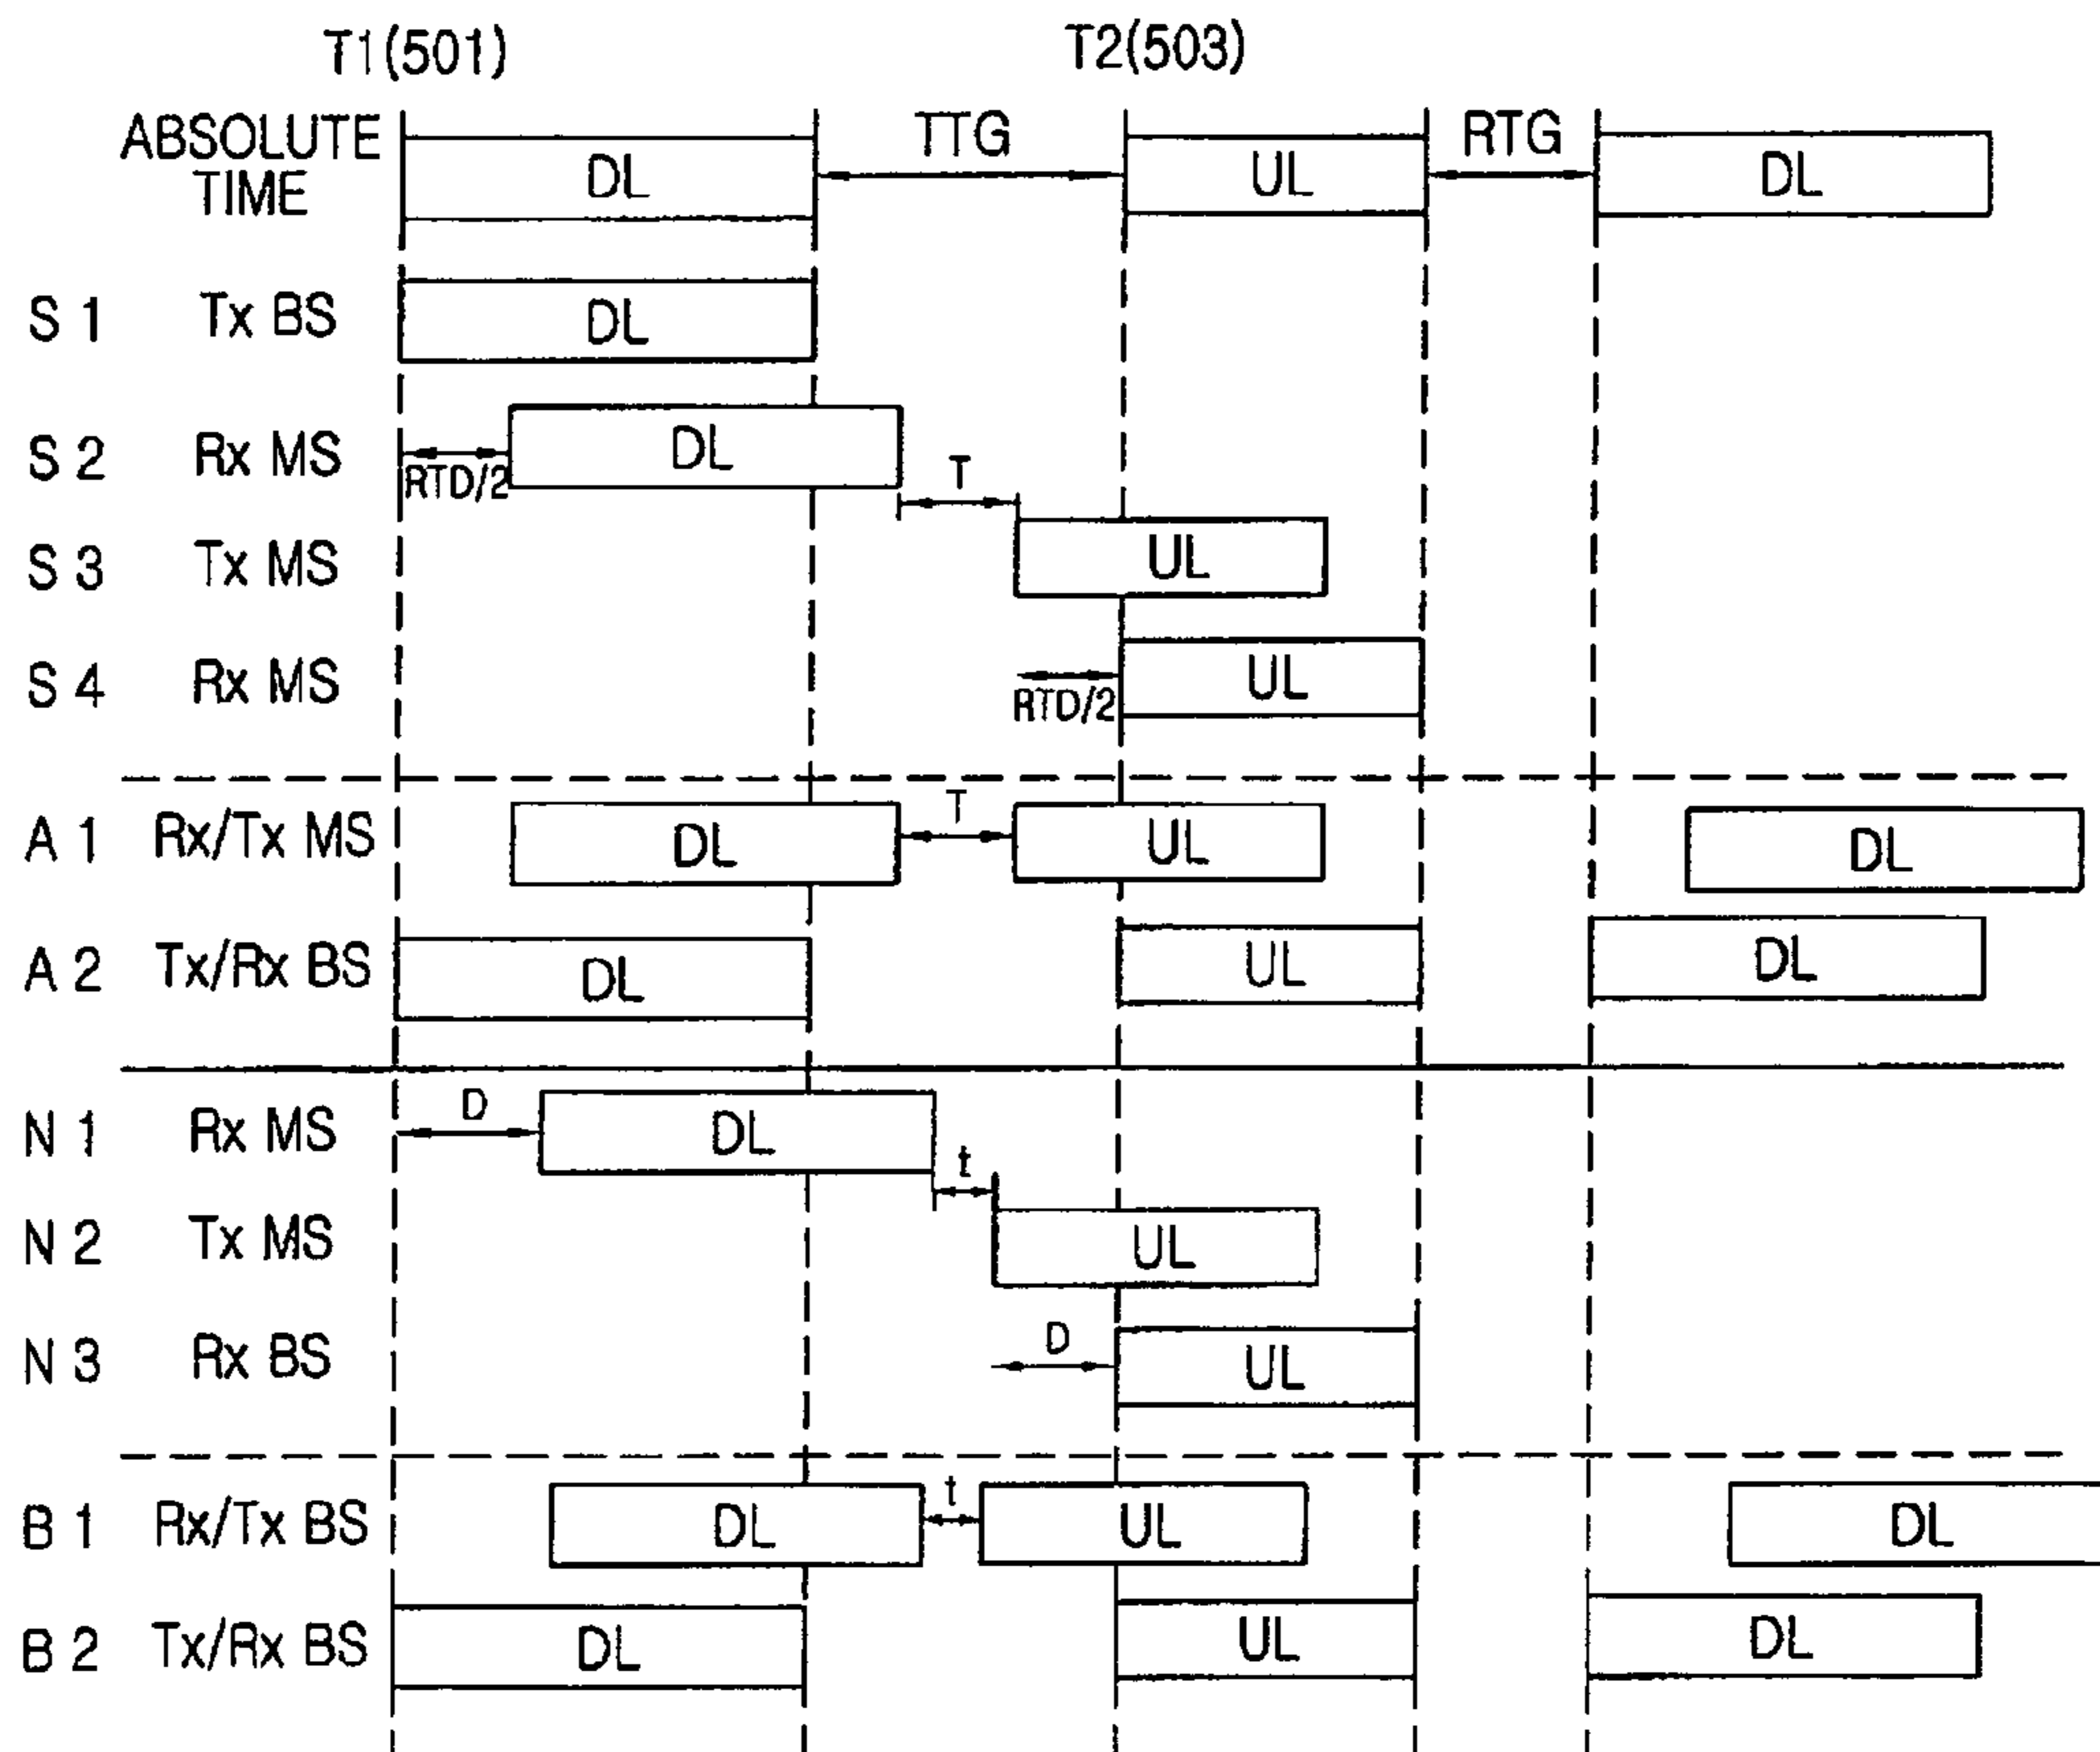 T1(501) T2(503)
ABSOLUTE TIME DL TTG UL RTG DL
S 1 Tx BS DL
S 2 Rx MS RTD/2 DL T
S 3 Tx MS UL
S 4 Rx MS RTD/2 UL
A 1 Rx/Tx MS DL T UL DL
A 2 Tx/Rx BS DL UL DL
N 1 Rx MS D DL t
N 2 Tx MS UL
N 3 Rx BS D UL
B 1 Rx/Tx BS DL t UL DL
B 2 Tx/Rx BS DL UL DL